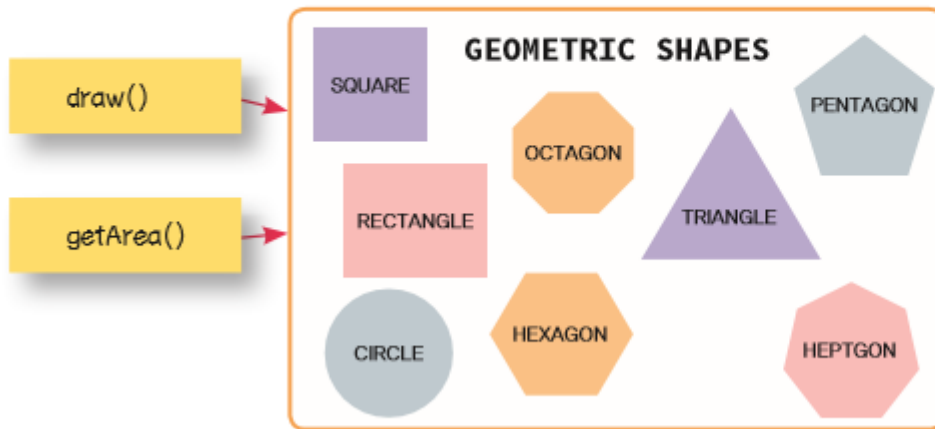 draw()
getArea()
GEOMETRIC SHAPES
SQUARE
PENTAGON
OCTAGON
RECTANGLE
TRIANGLE
CIRCLE
HEXAGON
HEPTGON